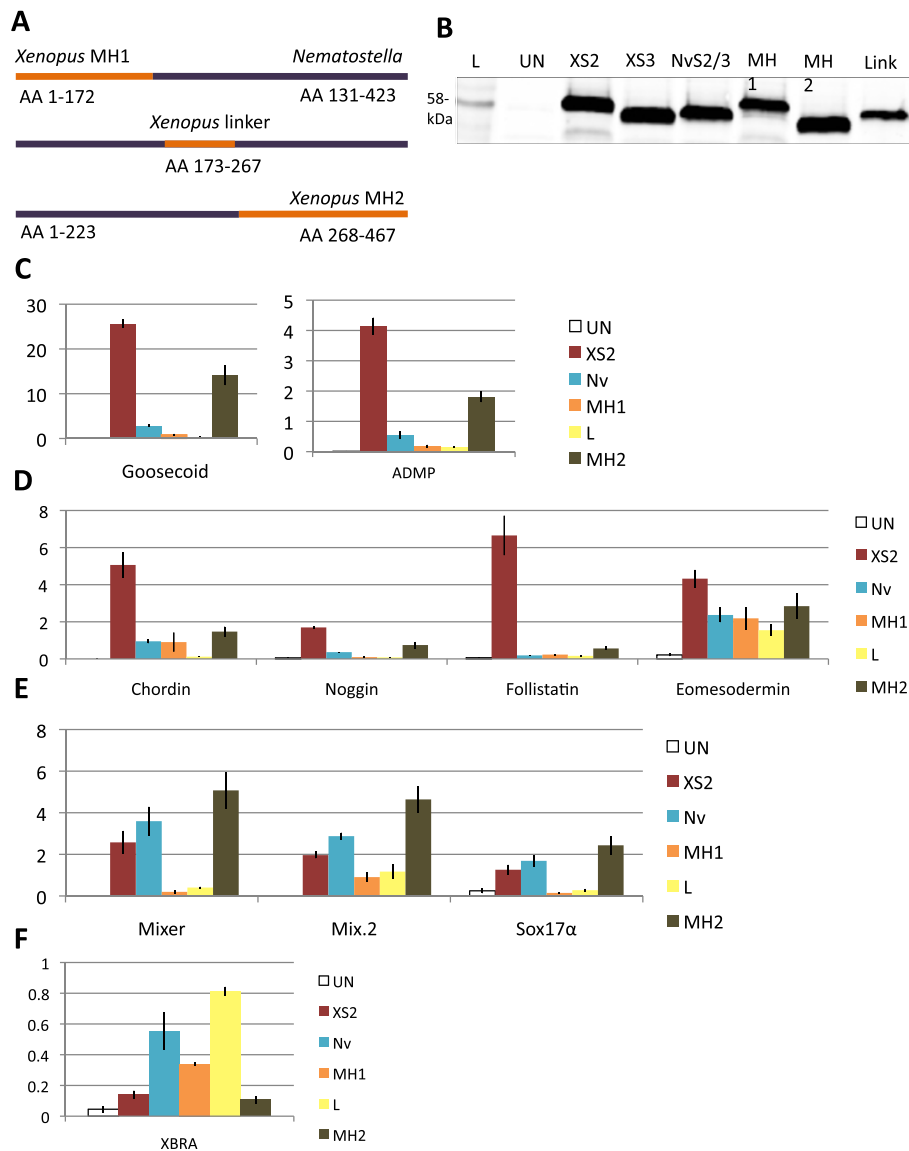 A
Xenopus MH1 Nematostella
AA 1-172 AA 131-423
Xenopus linker
AA 173-267
Xenopus MH2
AA 1-223 AA 268-467
B
L UN XS2 XS3 NvS2/3 MH 1 MH 2 Link
58-
kDa
C
30
20
10
0
Goosecoid
5
4
3
2
1
0
ADMP
UN
XS2
Nv
MH1
L
MH2
D
8
6
4
2
0
Chordin Noggin Follistatin Eomesodermin
UN
XS2
Nv
MH1
L
MH2
E
8
6
4
2
0
Mixer Mix.2 Sox17α
UN
XS2
Nv
MH1
L
MH2
F
1
0.8
0.6
0.4
0.2
0
XBRA
UN
XS2
Nv
MH1
L
MH2